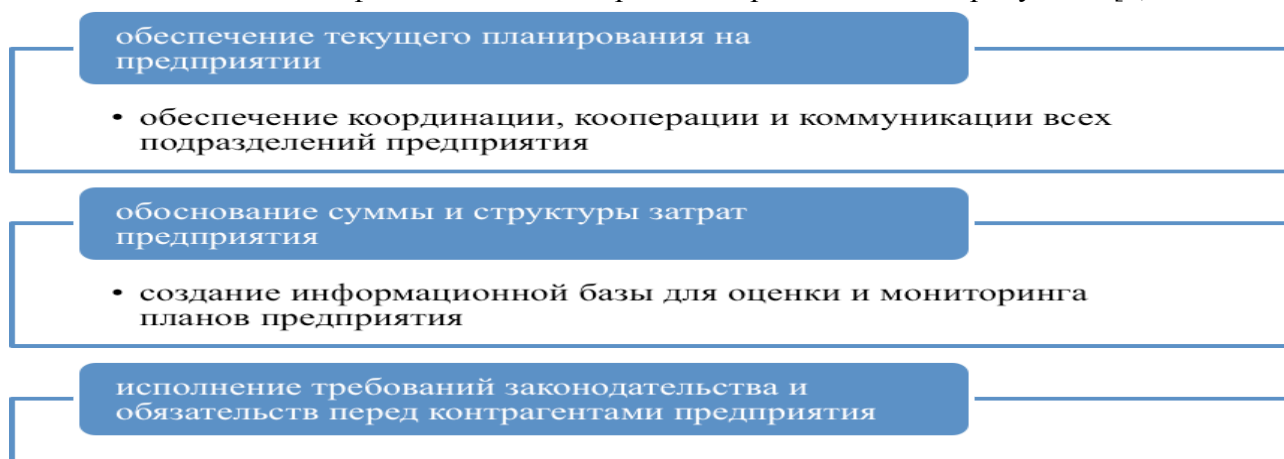 обеспечение текущего планирования на
предприятии
• обеспечение координации, кооперации и коммуникации всех
подразделений предприятия
обоснование суммы и структуры затрат
предприятия
• создание информационной базы для оценки и мониторинга
планов предприятия
исполнение требований законодательства и
обязательств перед контрагентами предприятия